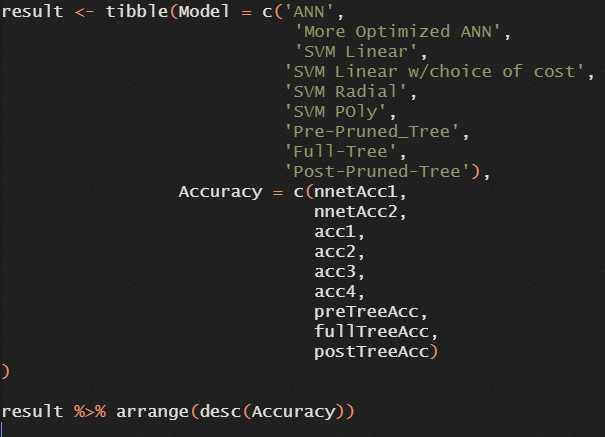 result <- tibble(Model = c('ANN',
'More Optimized ANN',
'SVM Linear',
'SVM Linear w/choice of cost',
'SVM Radial',
'SVM POly',
'Pre-Pruned_Tree',
'Full-Tree',
'Post-Pruned-Tree'),
Accuracy = c(nnetAcc1,
nnetAcc2,
acc1,
acc2,
acc3,
acc4,
preTreeAcc,
fullTreeAcc,
postTreeAcc)
)
result %>% arrange(desc(Accuracy))